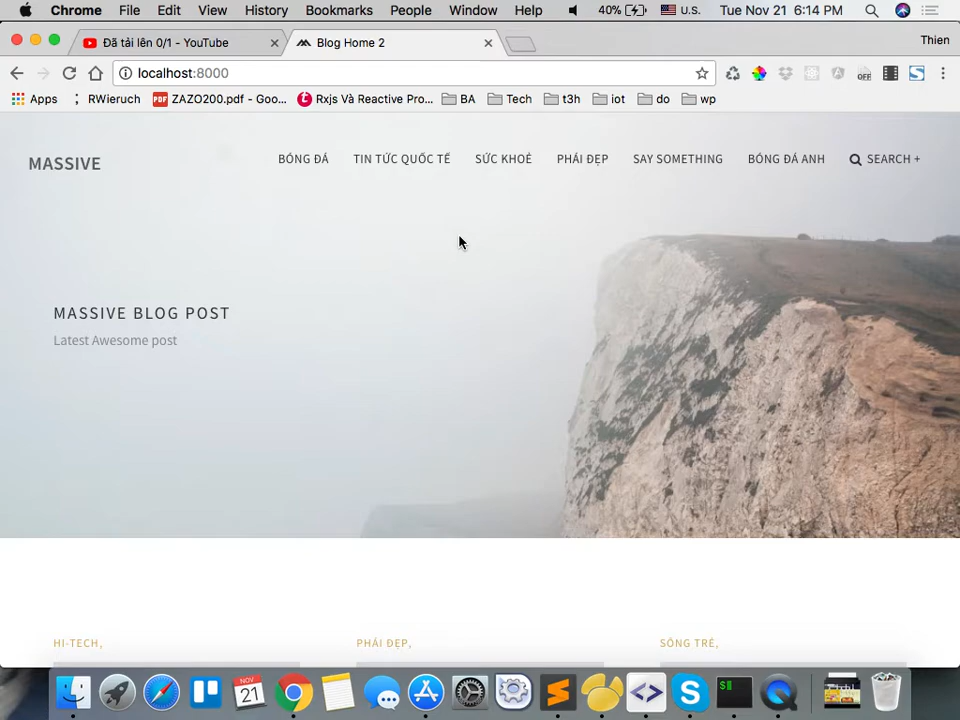 Chrome File Edit View History Bookmarks People Window Help 40% U.S. Tue Nov 21 6:14 PM
Đã tải lên 0/1 - YouTube Blog Home 2 Thien
localhost:8000
Apps RWieruch ZAZO200.pdf - Goo... Rxjs Và Reactive Pro... BA Tech t3h iot do wp
MASSIVE BÓNG ĐÁ TIN TỨC QUỐC TẾ SỨC KHOẺ PHÁI ĐẸP SAY SOMETHING BÓNG ĐÁ ANH SEARCH +
MASSIVE BLOG POST
Latest Awesome post
HI-TECH, PHÁI ĐẸP, SỐNG TRẺ,
NOV
21